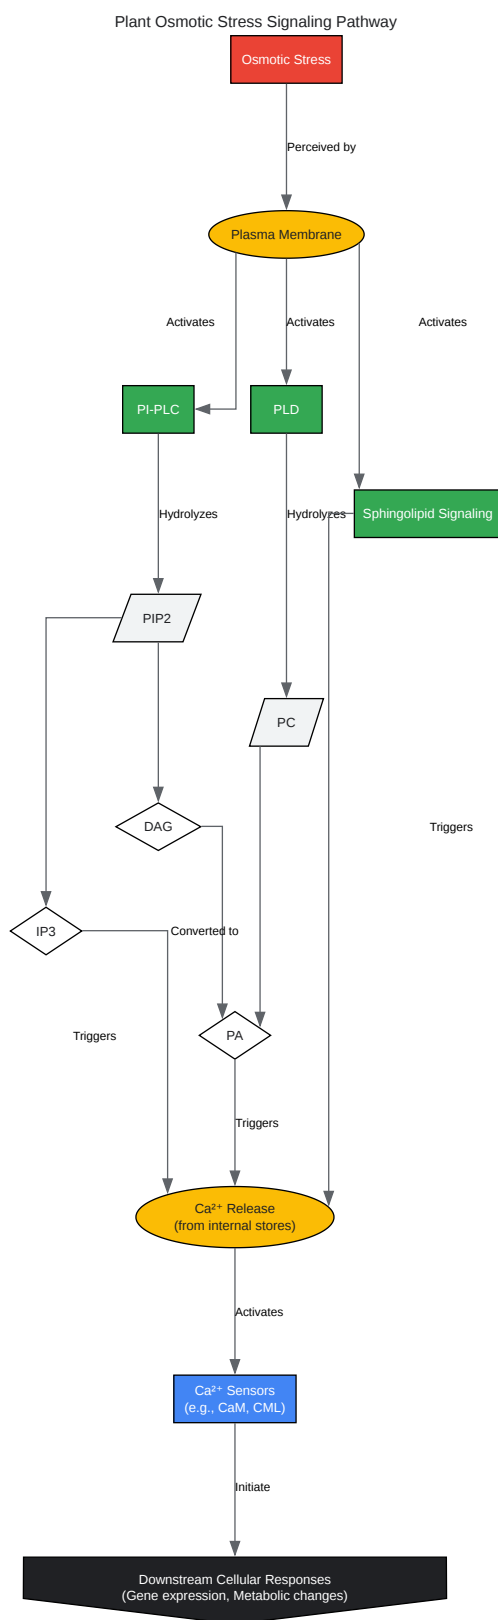 Plant Osmotic Stress Signaling Pathway
Osmotic Stress
Perceived by
Plasma Membrane
Activates
Activates
Activates
PI-PLC
PLD
Hydrolyzes
Hydrolyzes
Sphingolipid Signaling
PIP2
PC
DAG
Triggers
IP3
Converted to
Triggers
PA
Triggers
Ca²⁺ Release
(from internal stores)
Activates
Ca²⁺ Sensors
(e.g., CaM, CML)
Initiate
Downstream Cellular Responses
(Gene expression, Metabolic changes)